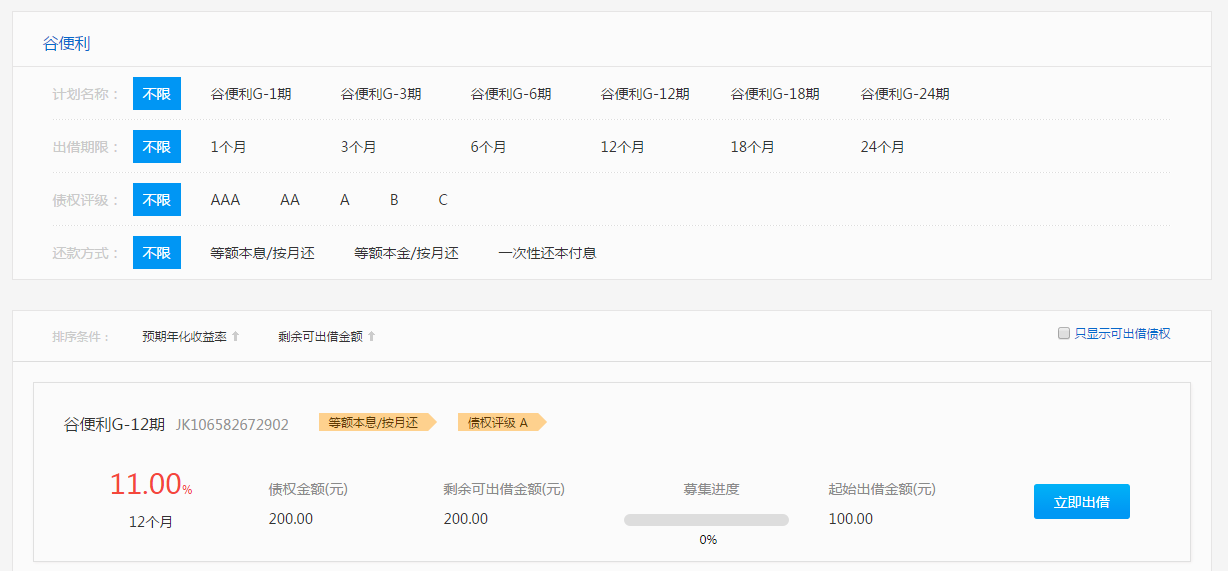 谷便利
计划名称： 不限 谷便利G-1期 谷便利G-3期 谷便利G-6期 谷便利G-12期 谷便利G-18期 谷便利G-24期
出借期限： 不限 1个月 3个月 6个月 12个月 18个月 24个月
债权评级： 不限 AAA AA A B C
还款方式： 不限 等额本息/按月还 等额本金/按月还 一次性还本付息
排序条件： 预期年化收益率 剩余可出借金额 只显示可出借债权
谷便利G-12期 JK106582672902 等额本息/按月还 债权评级 A
11.00% 债权金额(元) 剩余可出借金额(元) 募集进度 起始出借金额(元)
12个月 200.00 200.00 100.00 立即出借
0%